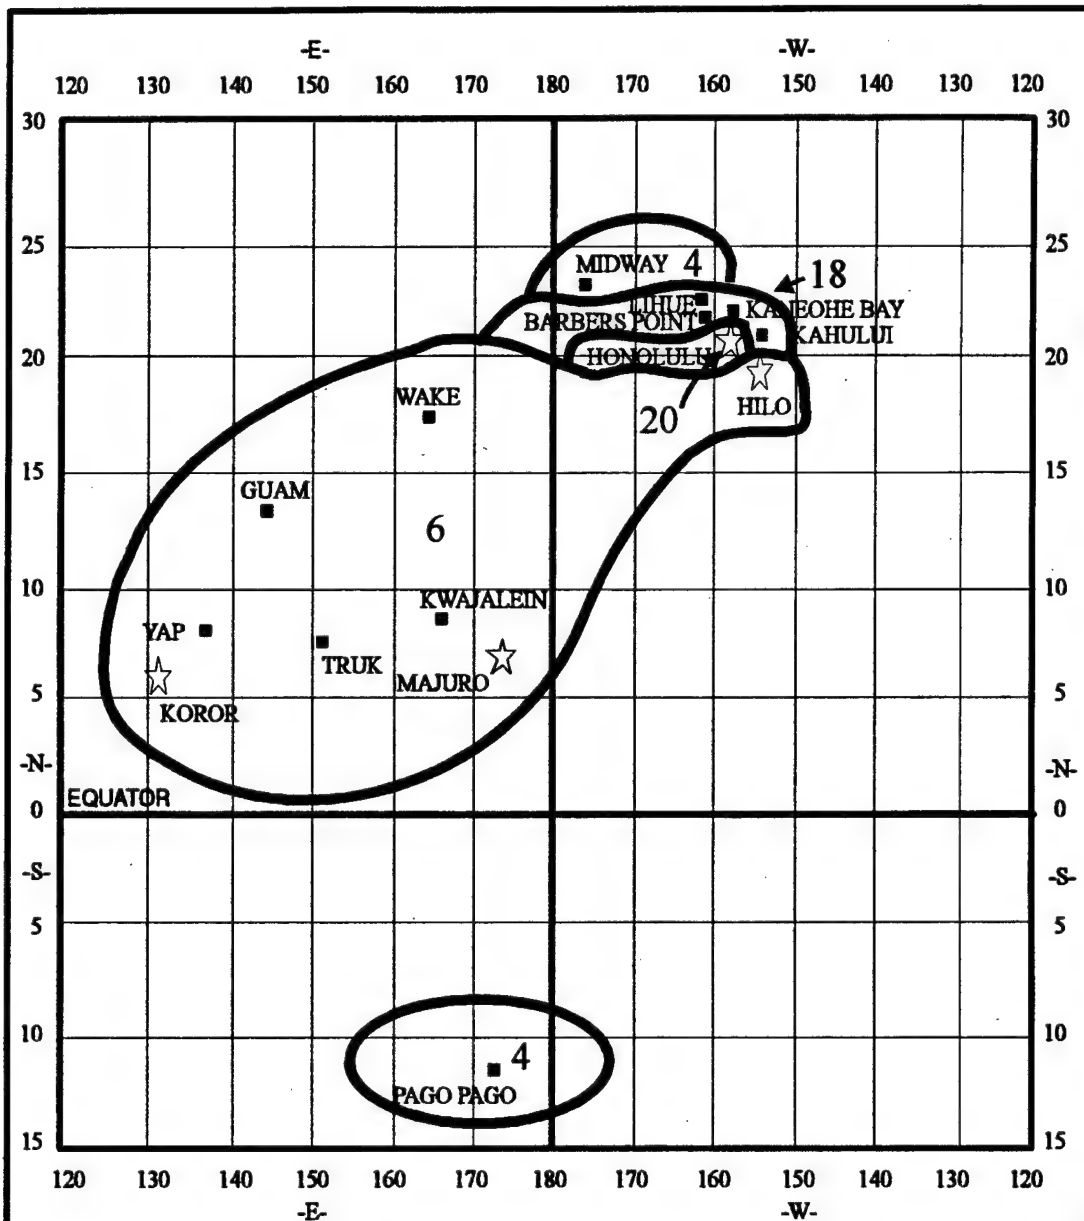 -E- -W-
120 130 140 150 160 170 180 170 160 150 140 130 120
30 30
25 25
MIDWAY 4
18
LIHUE KANEOHE BAY
BARBERS POINT KAHULUI
20 HONOLULU 20
WAKE HILO
20
15 15
GUAM
6
10 10
KWAJALEIN
YAP
TRUK
MAJURO
5 5
KOROR
-N- -N-
0 EQUATOR 0
-S- -S-
5 5
10 10
4
PAGO PAGO
15 15
120 130 140 150 160 170 180 170 160 150 140 130 120
-E- -W-